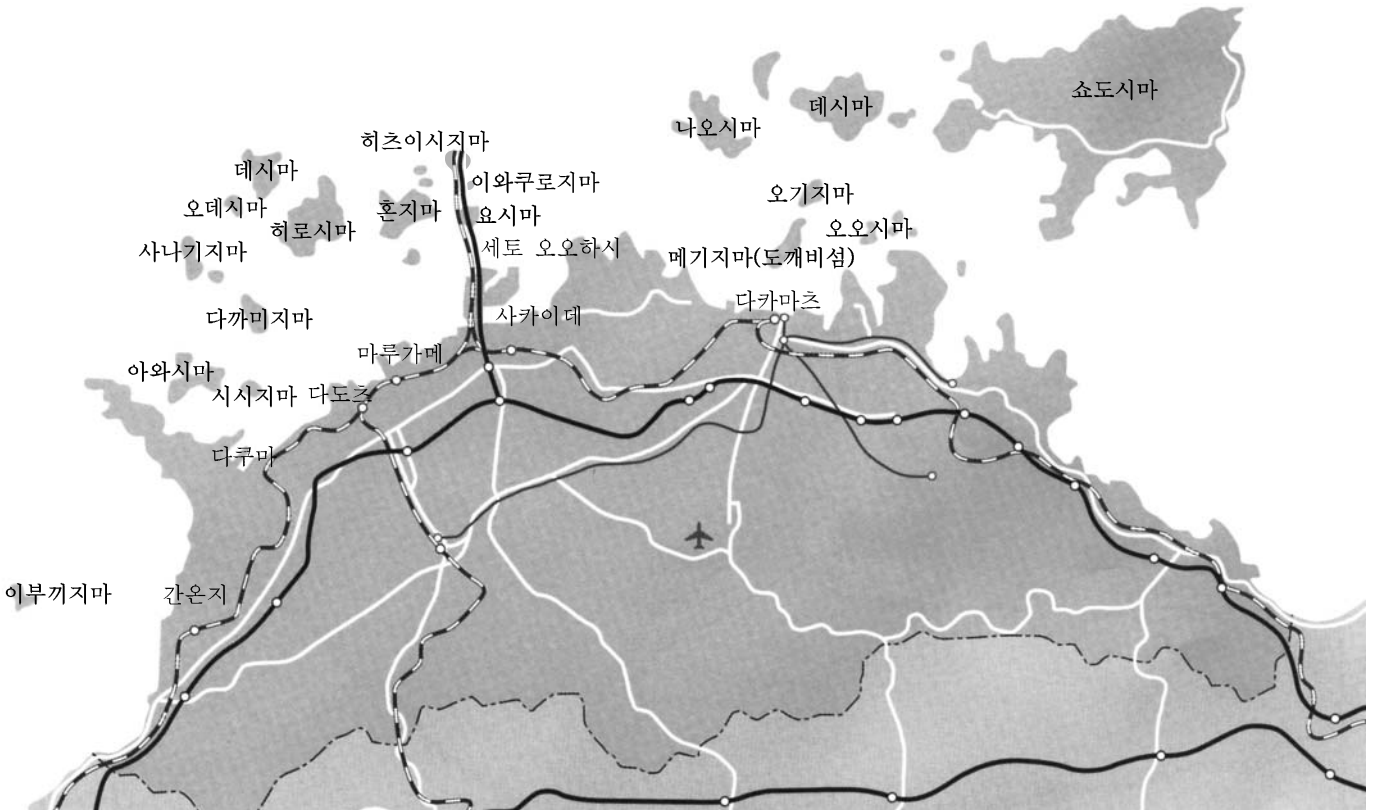 쇼도시마
데시마
나오시마
히츠이시지마
데시마
이와쿠로지마
오기지마
오데시마
혼지마
요시마
히로시마
오오시마
사나기지마
세토 오오하시
메기지마(도깨비섬)
다카마츠
다까미지마
사카이데
마루가메
아와시마
시시지마
다도츠
다쿠마
이부끼지마
간온지